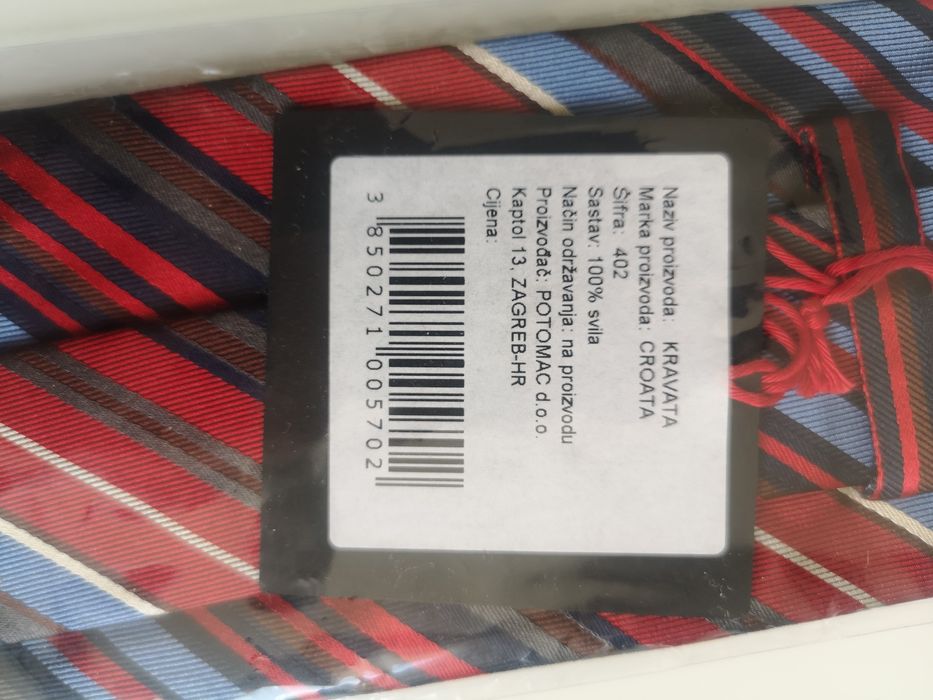 Naziv proizvoda: KRAVATA
Marka proizvoda: CROATA
Šifra: 402
Sastav: 100% svila
Način održavanja: na proizvodu
Proizvođač: POTOMAC d.o.o.
Kaptol 13, ZAGREB-HR
Cijena:
3 850271 005702